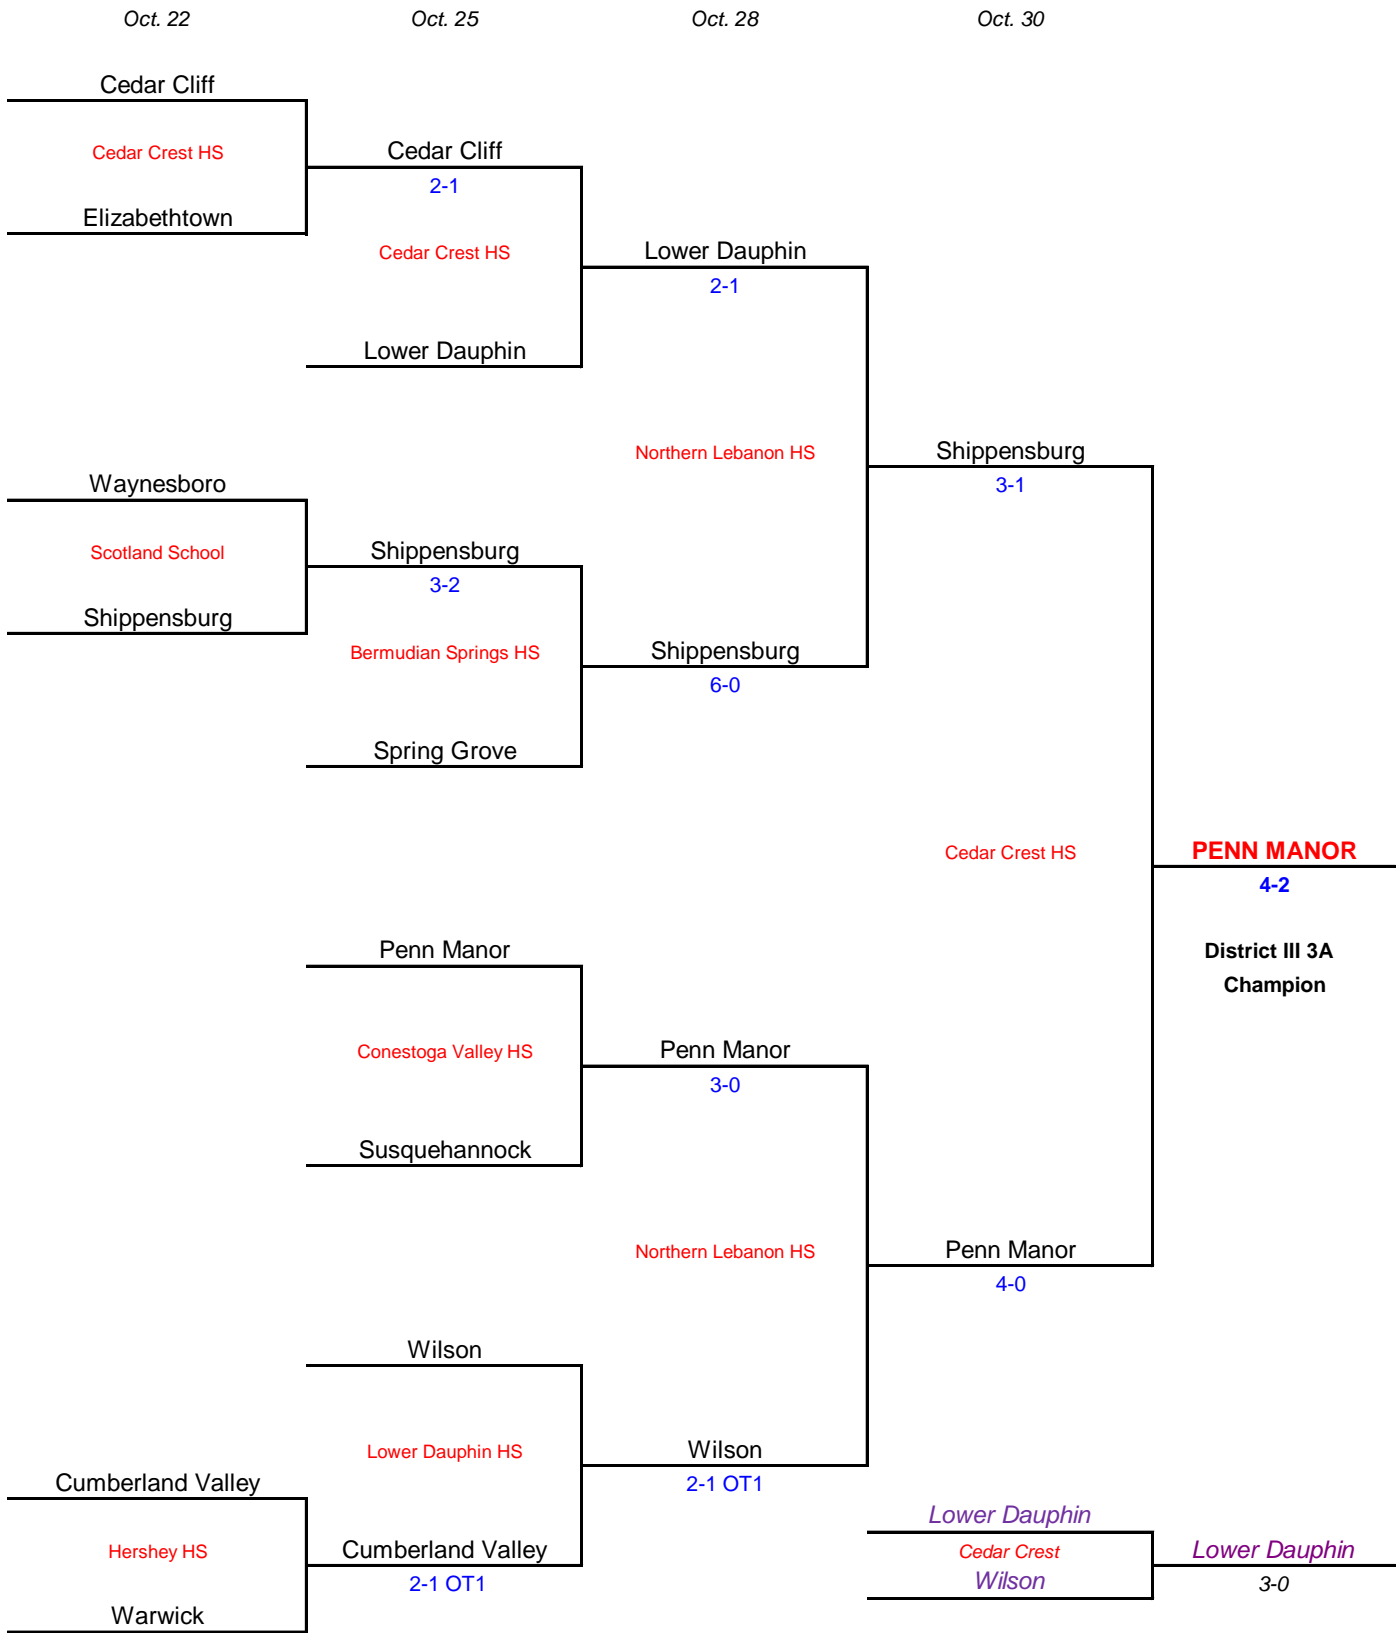 Oct. 22 Oct. 25 Oct. 28 Oct. 30
Cedar Cliff
Cedar Crest HS
Cedar Cliff
2-1
Elizabethtown
Cedar Crest HS
Lower Dauphin
2-1
Lower Dauphin
Northern Lebanon HS
Shippensburg
3-1
Waynesboro
Scotland School
Shippensburg
3-2
Shippensburg
Bermudian Springs HS
Shippensburg
6-0
Spring Grove
Cedar Crest HS
PENN MANOR
4-2
District III 3A
Champion
Penn Manor
Conestoga Valley HS
Penn Manor
3-0
Susquehannock
Northern Lebanon HS
Penn Manor
4-0
Wilson
Lower Dauphin HS
Wilson
2-1 OT1
Cumberland Valley
Hershey HS
Cumberland Valley
2-1 OT1
Warwick
Lower Dauphin
Cedar Crest
Wilson
Lower Dauphin
3-0